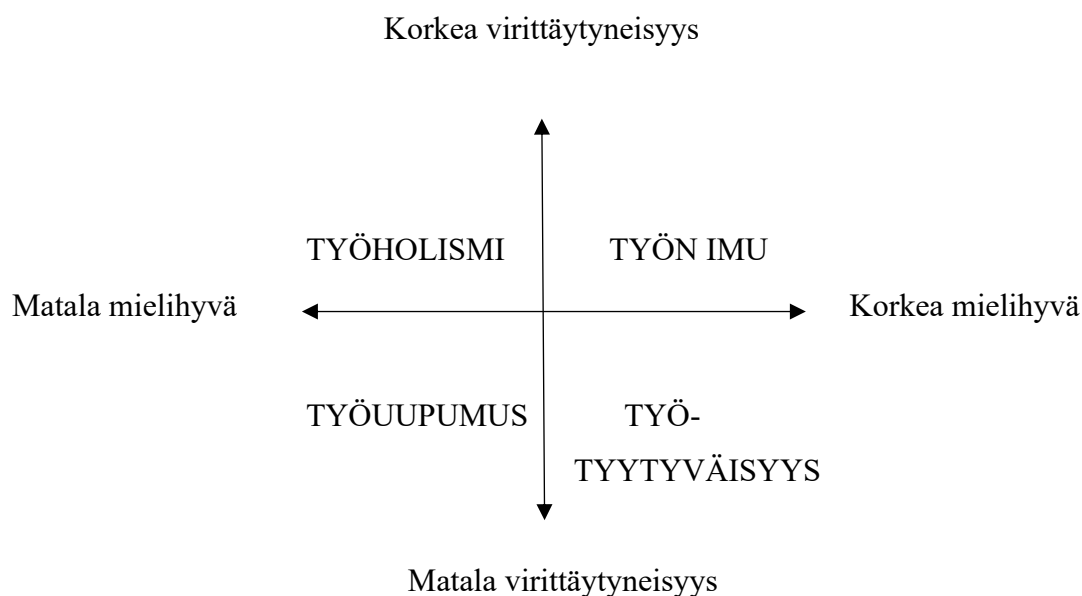 Korkea virittäytyneisyys
TYÖHOLISMI
TYÖN IMU
Matala mielihyvä
Korkea mielihyvä
TYÖUUPUMUS
TYÖ-
TYYTYVÄISYYS
Matala virittäytyneisyys